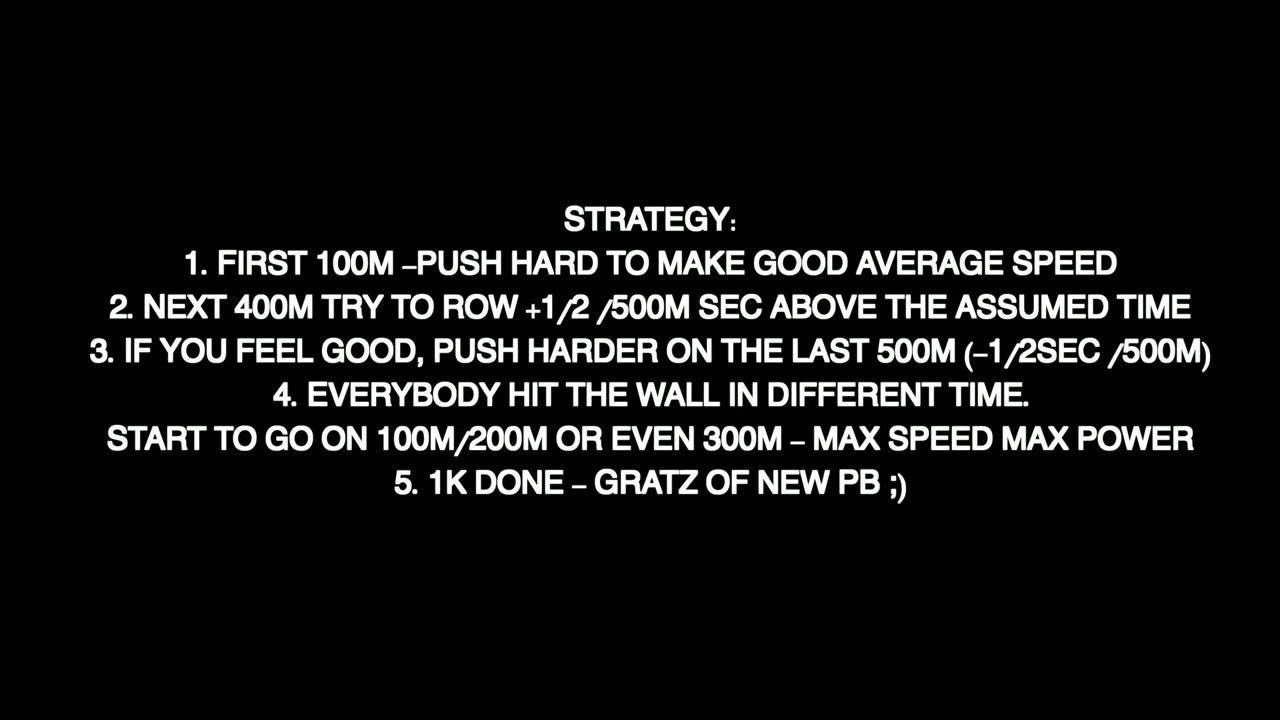 STRATEGY:
1. FIRST 100M –PUSH HARD TO MAKE GOOD AVERAGE SPEED
2. NEXT 400M TRY TO ROW +1/2 /500M SEC ABOVE THE ASSUMED TIME
3. IF YOU FEEL GOOD, PUSH HARDER ON THE LAST 500M (–1/2SEC /500M)
4. EVERYBODY HIT THE WALL IN DIFFERENT TIME.
START TO GO ON 100M/200M OR EVEN 300M – MAX SPEED MAX POWER
5. 1K DONE – GRATZ OF NEW PB ;)